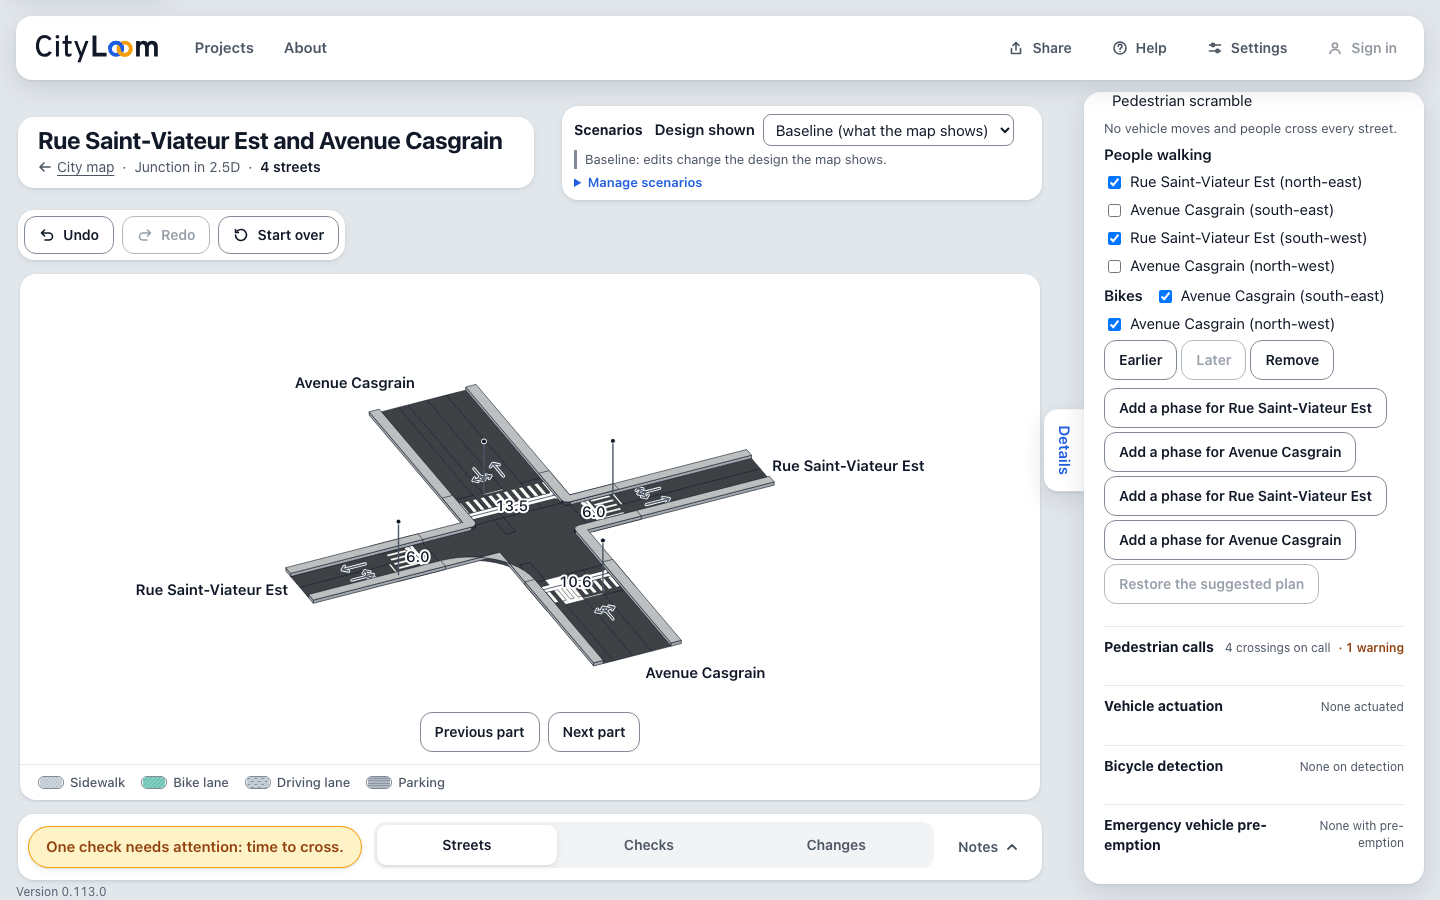 CityLoom
Projects
About
Share
Help
Settings
Sign in
Rue Saint-Viateur Est and Avenue Casgrain
City map · Junction in 2.5D · 4 streets
Scenarios Design shown Baseline (what the map shows)
Baseline: edits change the design the map shows.
Manage scenarios
Undo
Redo
Start over
Avenue Casgrain
Rue Saint-Viateur Est
13.5
6.0
6.0
10.6
Rue Saint-Viateur Est
Avenue Casgrain
Previous part
Next part
Sidewalk
Bike lane
Driving lane
Parking
One check needs attention: time to cross.
Streets
Checks
Changes
Notes
Version 0.113.0
Details
Pedestrian scramble
No vehicle moves and people cross every street.
People walking
Rue Saint-Viateur Est (north-east)
Avenue Casgrain (south-east)
Rue Saint-Viateur Est (south-west)
Avenue Casgrain (north-west)
Bikes Avenue Casgrain (south-east)
Avenue Casgrain (north-west)
Earlier
Later
Remove
Add a phase for Rue Saint-Viateur Est
Add a phase for Avenue Casgrain
Add a phase for Rue Saint-Viateur Est
Add a phase for Avenue Casgrain
Restore the suggested plan
Pedestrian calls 4 crossings on call · 1 warning
Vehicle actuation None actuated
Bicycle detection None on detection
Emergency vehicle pre-
emption
None with pre-
emption